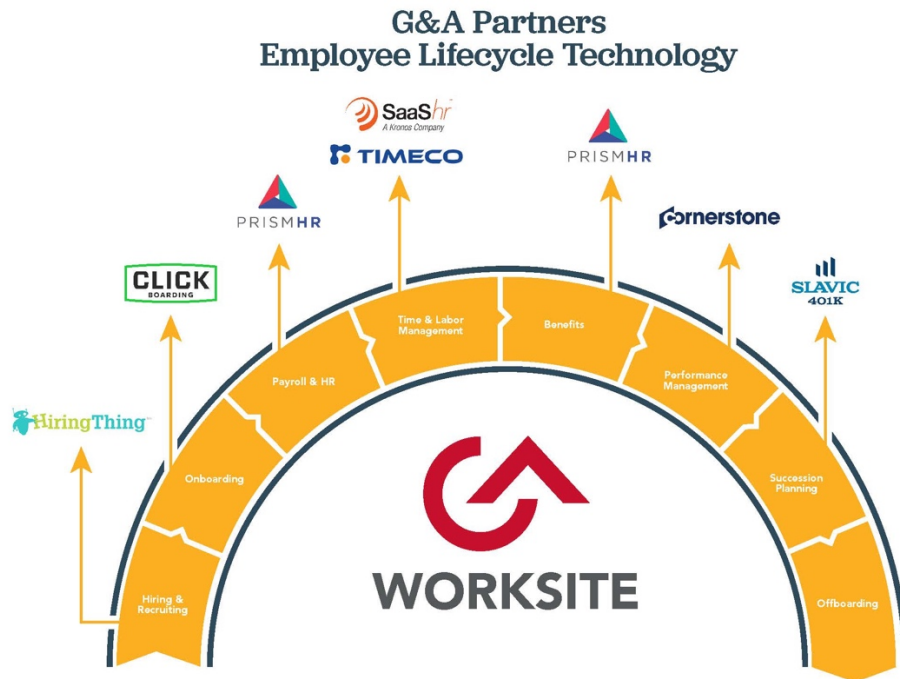 G&A Partners
Employee Lifecycle Technology
SaaShr
A Kronos Company
TIMECO
PRISMHR
PRISMHR
cornerstone
CLICK
BOARDING
SLAVIC
401K
HiringThing
Time & Labor
Management
Benefits
Payroll & HR
Performance
Management
Onboarding
Succession
Planning
Hiring &
Recruiting
Offboarding
WORKSITE